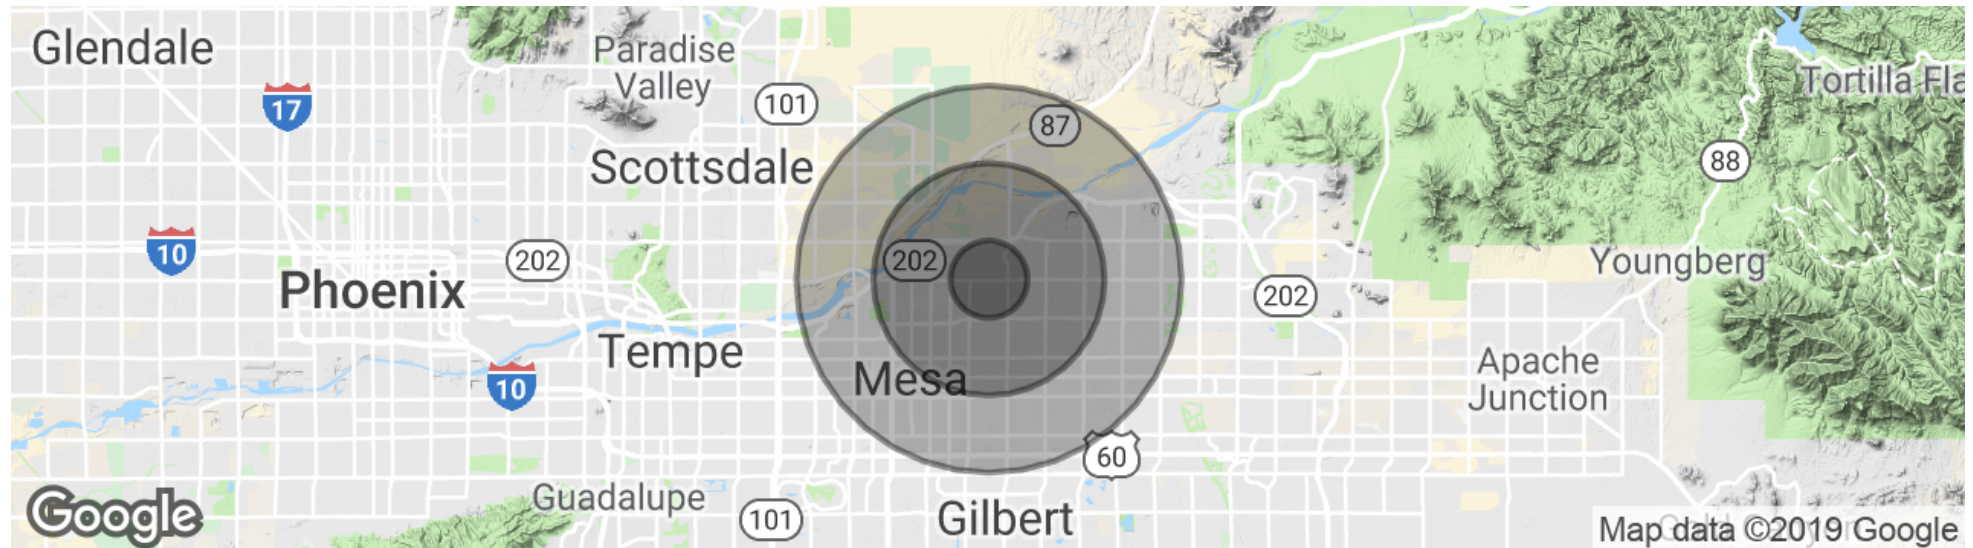 Glendale
Paradise
Valley
17
101
87
Tortilla Fla
Scottsdale
88
10
202
202
Youngberg
Phoenix
202
Tempe
Mesa
Apache
Junction
10
60
Guadalupe
101
Gilbert
Google
Map data ©2019 Google